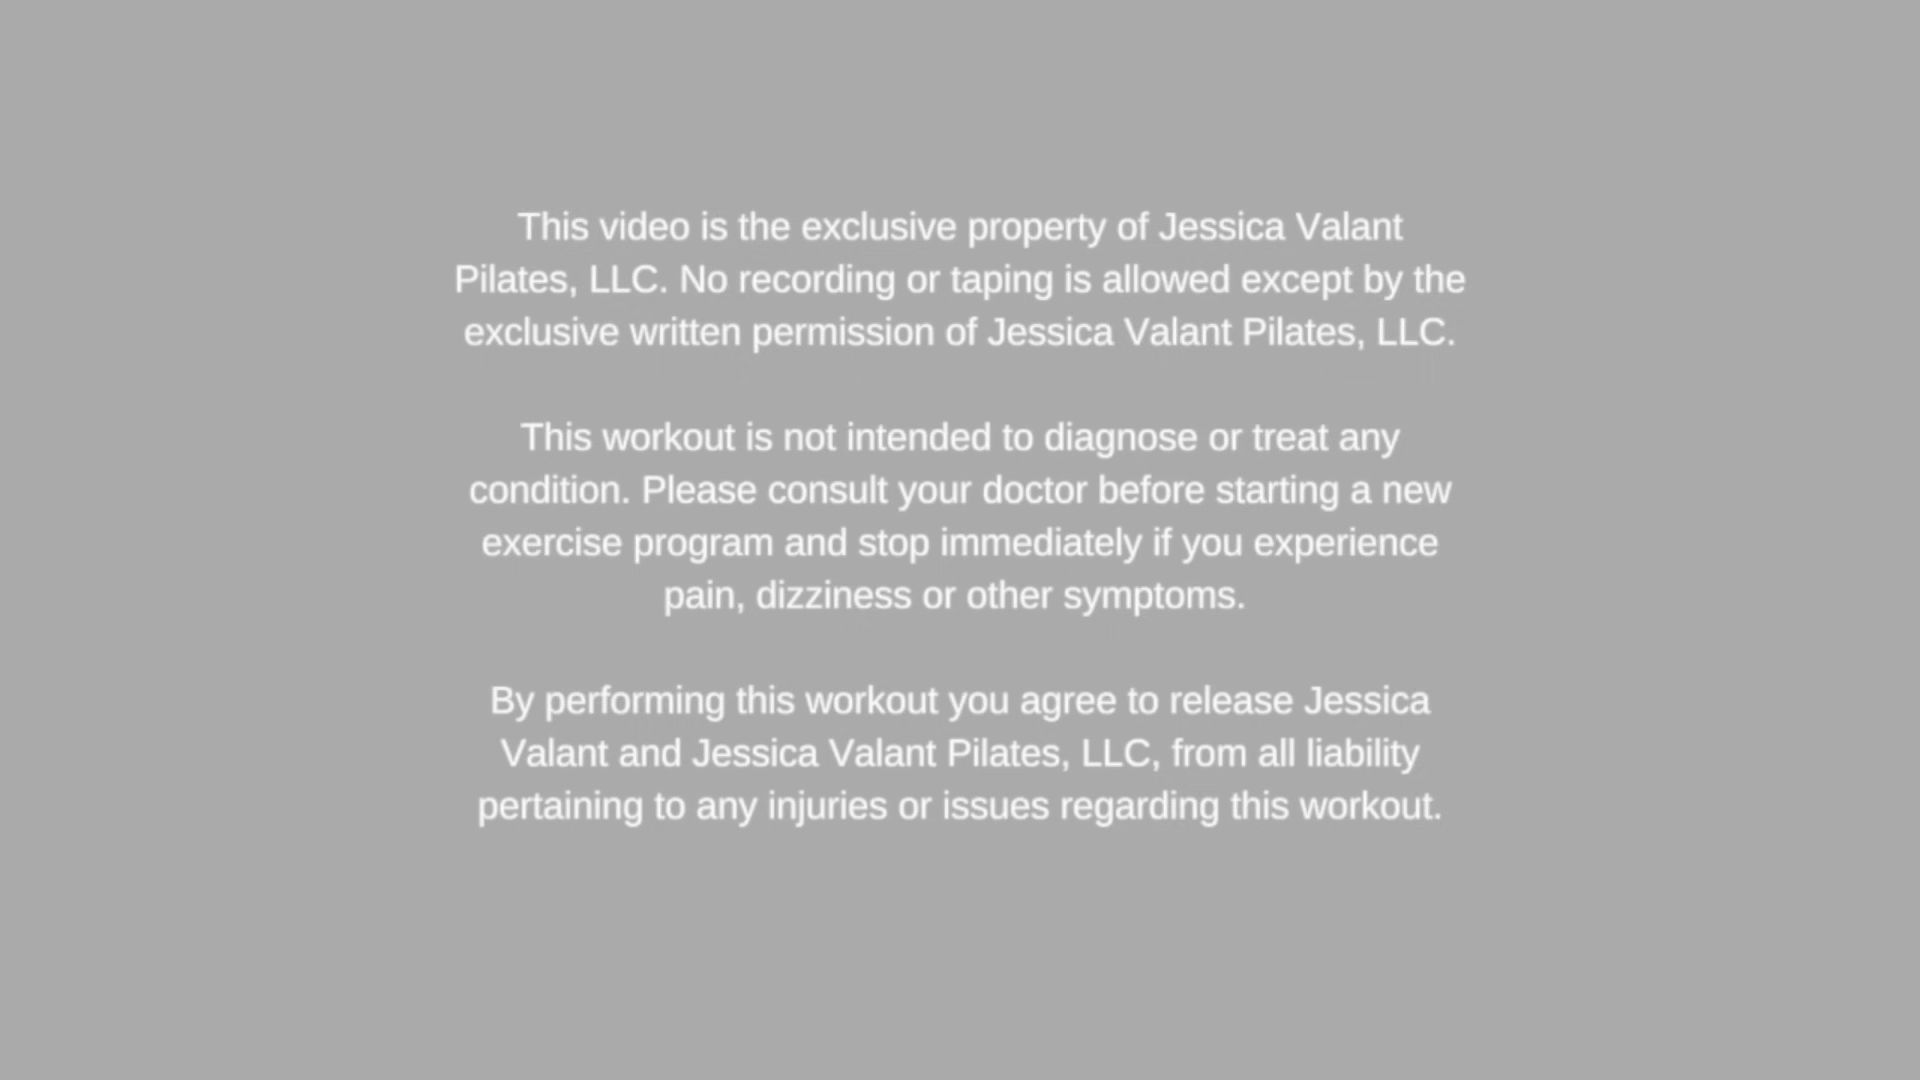 This video is the exclusive property of Jessica Valant
Pilates, LLC. No recording or taping is allowed except by the
exclusive written permission of Jessica Valant Pilates, LLC.
This workout is not intended to diagnose or treat any
condition. Please consult your doctor before starting a new
exercise program and stop immediately if you experience
pain, dizziness or other symptoms.
By performing this workout you agree to release Jessica
Valant and Jessica Valant Pilates, LLC, from all liability
pertaining to any injuries or issues regarding this workout.